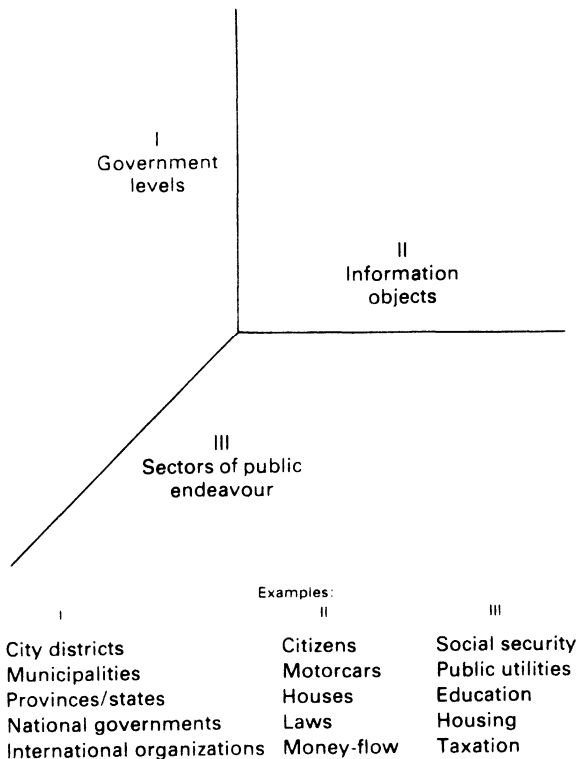 I
Government
levels
II
Information
objects
III
Sectors of public
endeavour
Examples:
I II III
City districts Citizens Social security
Municipalities Motorcars Public utilities
Provinces/states Houses Education
National governments Laws Housing
International organizations Money-flow Taxation